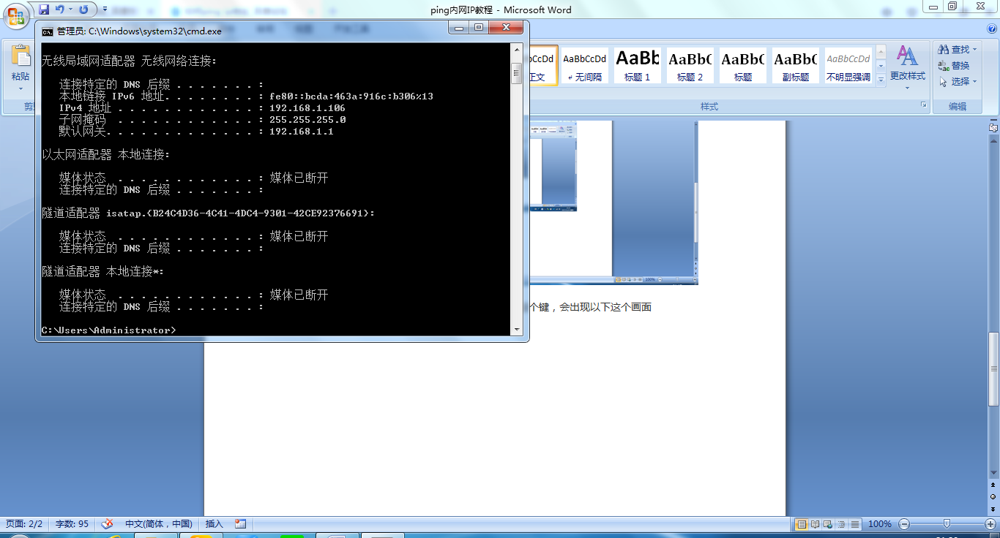 ping内网IP教程 - Microsoft Word
管理员: C:\Windows\system32\cmd.exe
无线局域网适配器 无线网络连接:
连接特定的 DNS 后缀 . . . . . . . :
本地链接 IPv6 地址. . . . . . . . : fe80::bcda:463a:916c:b306%13
IPv4 地址 . . . . . . . . . . . . : 192.168.1.106
子网掩码 . . . . . . . . . . . . : 255.255.255.0
默认网关. . . . . . . . . . . . . : 192.168.1.1
以太网适配器 本地连接:
媒体状态 . . . . . . . . . . . . : 媒体已断开
连接特定的 DNS 后缀 . . . . . . . :
隧道适配器 isatap.{B24C4D36-4C41-4DC4-9301-42CE92376691}:
媒体状态 . . . . . . . . . . . . : 媒体已断开
连接特定的 DNS 后缀 . . . . . . . :
隧道适配器 本地连接*:
媒体状态 . . . . . . . . . . . . : 媒体已断开
连接特定的 DNS 后缀 . . . . . . . :
C:\Users\Administrator>
粘贴
剪
bCcDd AaBbCcDd AaBb AaBb( AaBb( AaBb( AaBbCcDd
正文 ↲ 无间隔 标题 1 标题 2 标题 副标题 不明显强调
更改样式
样式
查找
替换
选择
编辑
个键，会出现以下这个画面
页面: 2/2 字数: 95 中文(简体，中国) 插入 100%